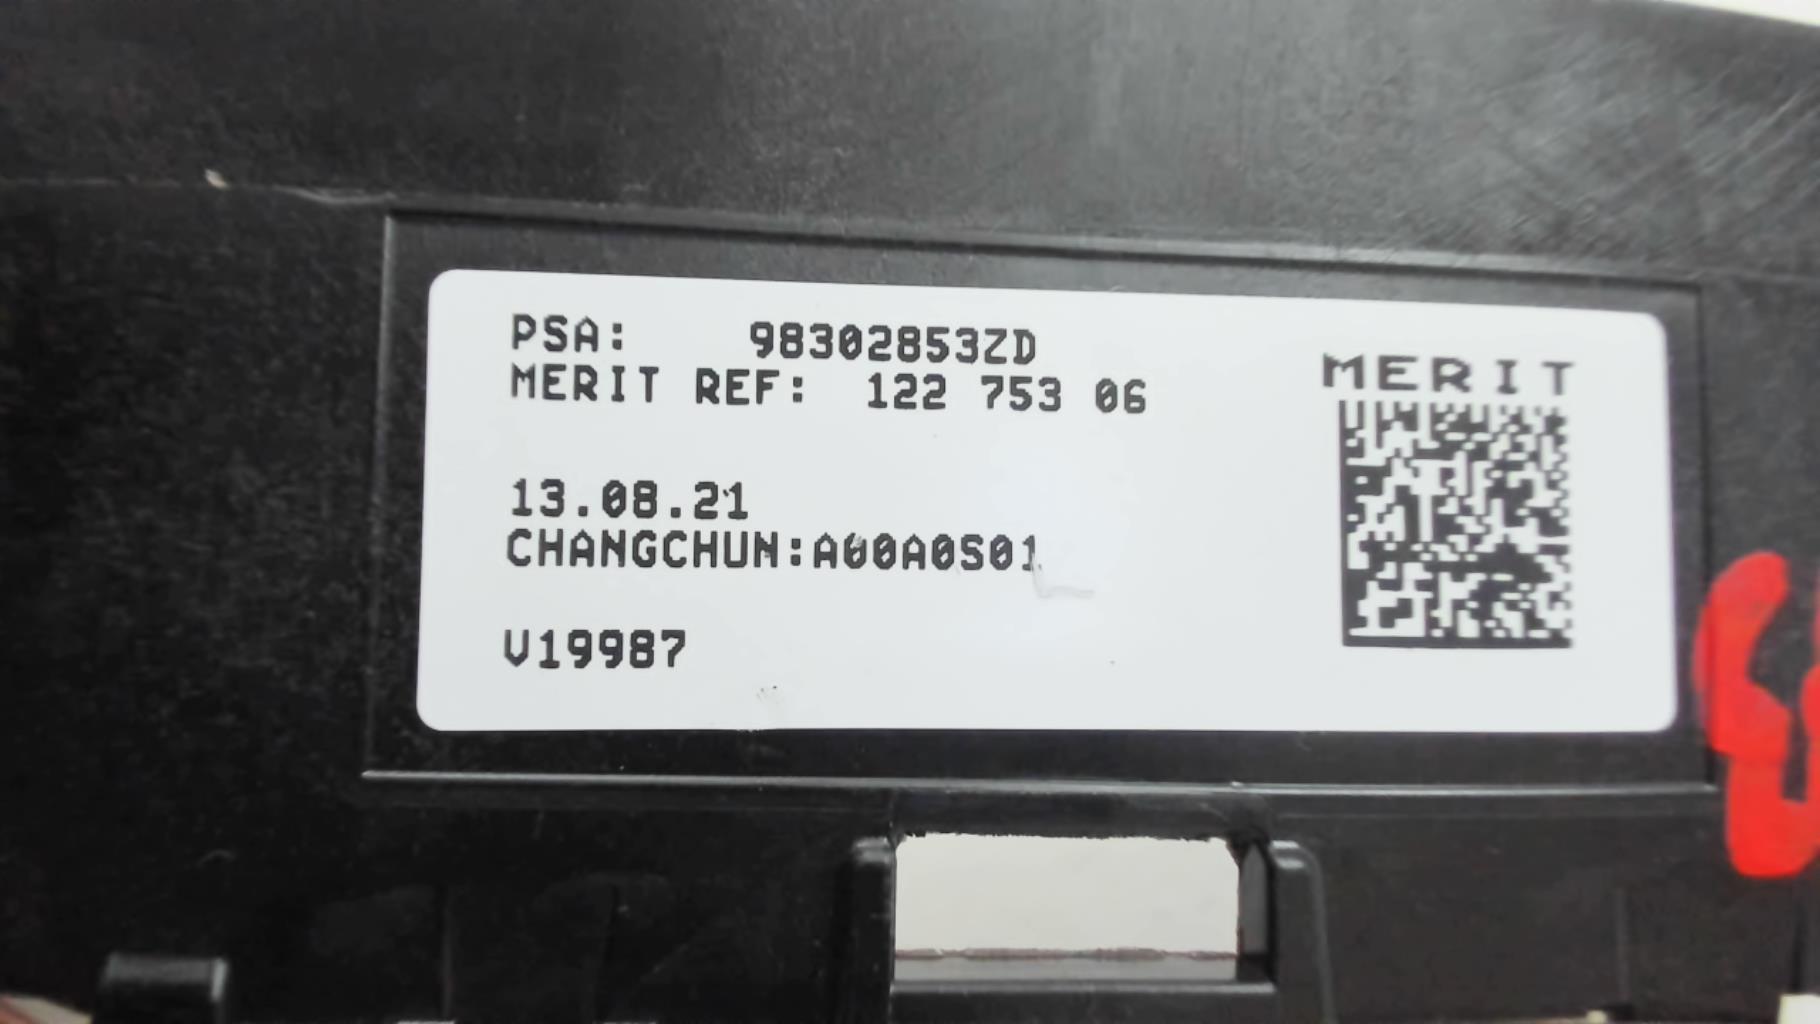 PSA: 98302853ZD
MERIT REF: 122 753 06
MERIT
13.08.21
CHANGCHUN:A00A0S01
V19987